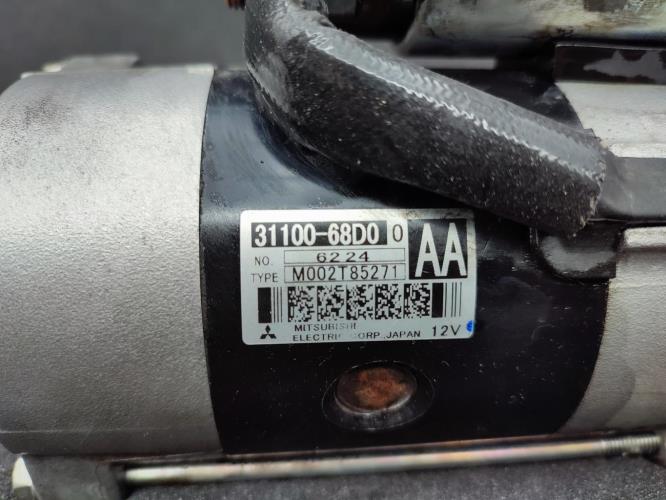 31100-68D0 0
AA
NO. 6224
TYPE M002T85271
MITSUBISHI
ELECTRIC CORP., JAPAN 12V